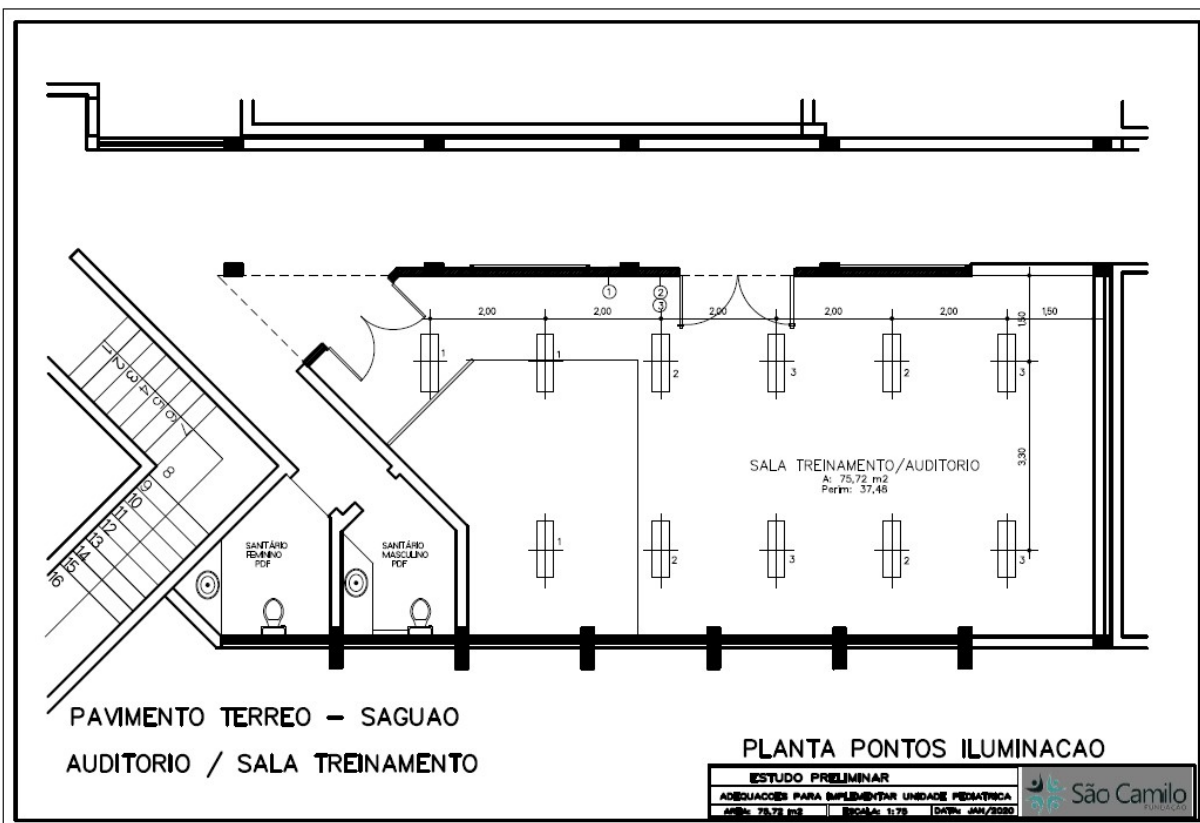 1
2
3
2,00
2,00
2,00
2,00
2,00
1,50
1,50
1
1
2
3
2
3
3,30
SALA TREINAMENTO/AUDITORIO
A: 75,72 m2
Perim: 37,48
1
2
3
4
5
6
7
8
9
10
11
12
13
14
15
16
SANITÁRIO
FEMININO
PDF
SANITÁRIO
MASCULINO
PDF
1
2
3
2
3
PAVIMENTO TERREO - SAGUAO
AUDITORIO / SALA TREINAMENTO
PLANTA PONTOS ILUMINACAO
ESTUDO PRELIMINAR
ADEQUACOES PARA IMPLEMENTAR UNIDADE PEDIATRICA
AREA: 75,72 m2 ESCALA: 1:75 DATA: JAN/2020
São Camilo
FUNDAÇÃO